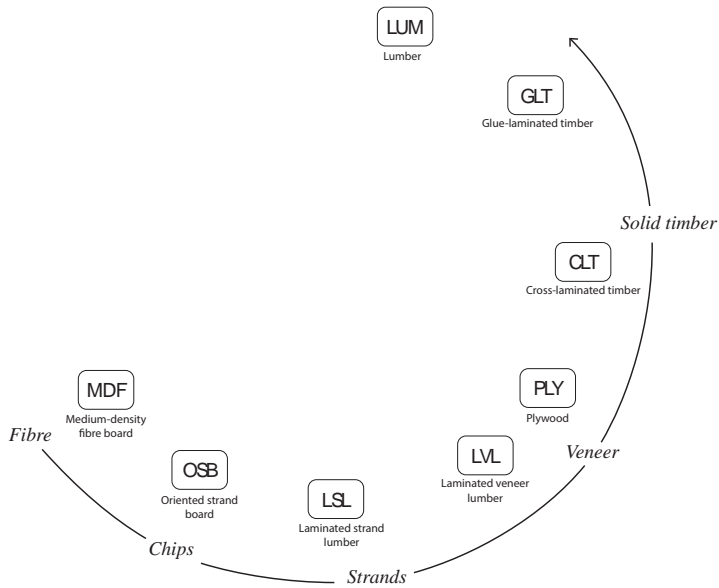 LUM
Lumber
GLT
Glue-laminated timber
Solid timber
CLT
Cross-laminated timber
PLY
Plywood
Veneer
LVL
Laminated veneer
lumber
LSL
Laminated strand
lumber
Strands
OSB
Oriented strand
board
Chips
MDF
Medium-density
fibre board
Fibre